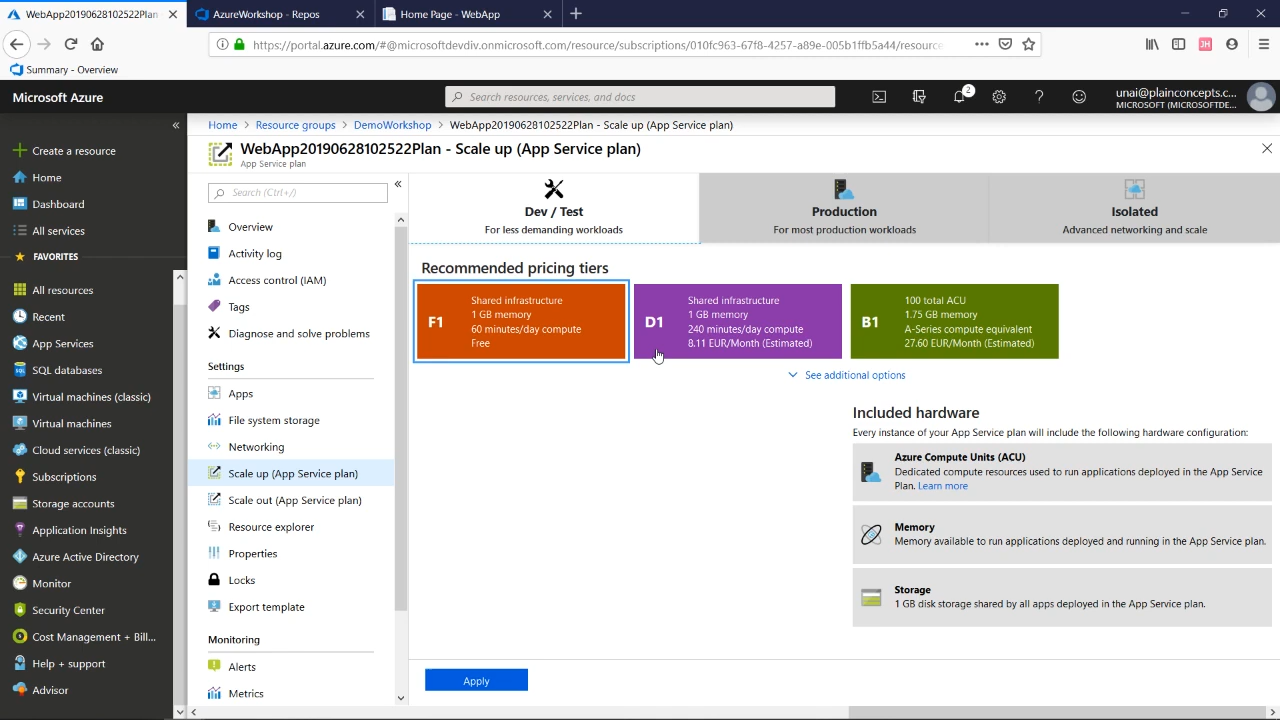 WebApp20190628102522Plan
AzureWorkshop - Repos
Home Page - WebApp
https://portal.azure.com/#@microsoftdevdiv.onmicrosoft.com/resource/subscriptions/010fc963-67f8-4257-a89e-005b1ffb5a44/resource
Summary - Overview
Microsoft Azure
Search resources, services, and docs
2
unai@plainconcepts.c...
MICROSOFT (MICROSOFTDE...
JH
Home > Resource groups > DemoWorkshop > WebApp20190628102522Plan - Scale up (App Service plan)
WebApp20190628102522Plan - Scale up (App Service plan)
App Service plan
Create a resource
Home
Dashboard
All services
FAVORITES
All resources
Recent
App Services
SQL databases
Virtual machines (classic)
Virtual machines
Cloud services (classic)
Subscriptions
Storage accounts
Application Insights
Azure Active Directory
Monitor
Security Center
Cost Management + Bill...
Help + support
Advisor
Search (Ctrl+/)
Overview
Activity log
Access control (IAM)
Tags
Diagnose and solve problems
Settings
Apps
File system storage
Networking
Scale up (App Service plan)
Scale out (App Service plan)
Resource explorer
Properties
Locks
Export template
Monitoring
Alerts
Metrics
Dev / Test
For less demanding workloads
Production
For most production workloads
Isolated
Advanced networking and scale
Recommended pricing tiers
F1
Shared infrastructure
1 GB memory
60 minutes/day compute
Free
D1
Shared infrastructure
1 GB memory
240 minutes/day compute
8.11 EUR/Month (Estimated)
B1
100 total ACU
1.75 GB memory
A-Series compute equivalent
27.60 EUR/Month (Estimated)
See additional options
Included hardware
Every instance of your App Service plan will include the following hardware configuration:
Azure Compute Units (ACU)
Dedicated compute resources used to run applications deployed in the App Service
Plan. Learn more
Memory
Memory available to run applications deployed and running in the App Service plan.
Storage
1 GB disk storage shared by all apps deployed in the App Service plan.
Apply